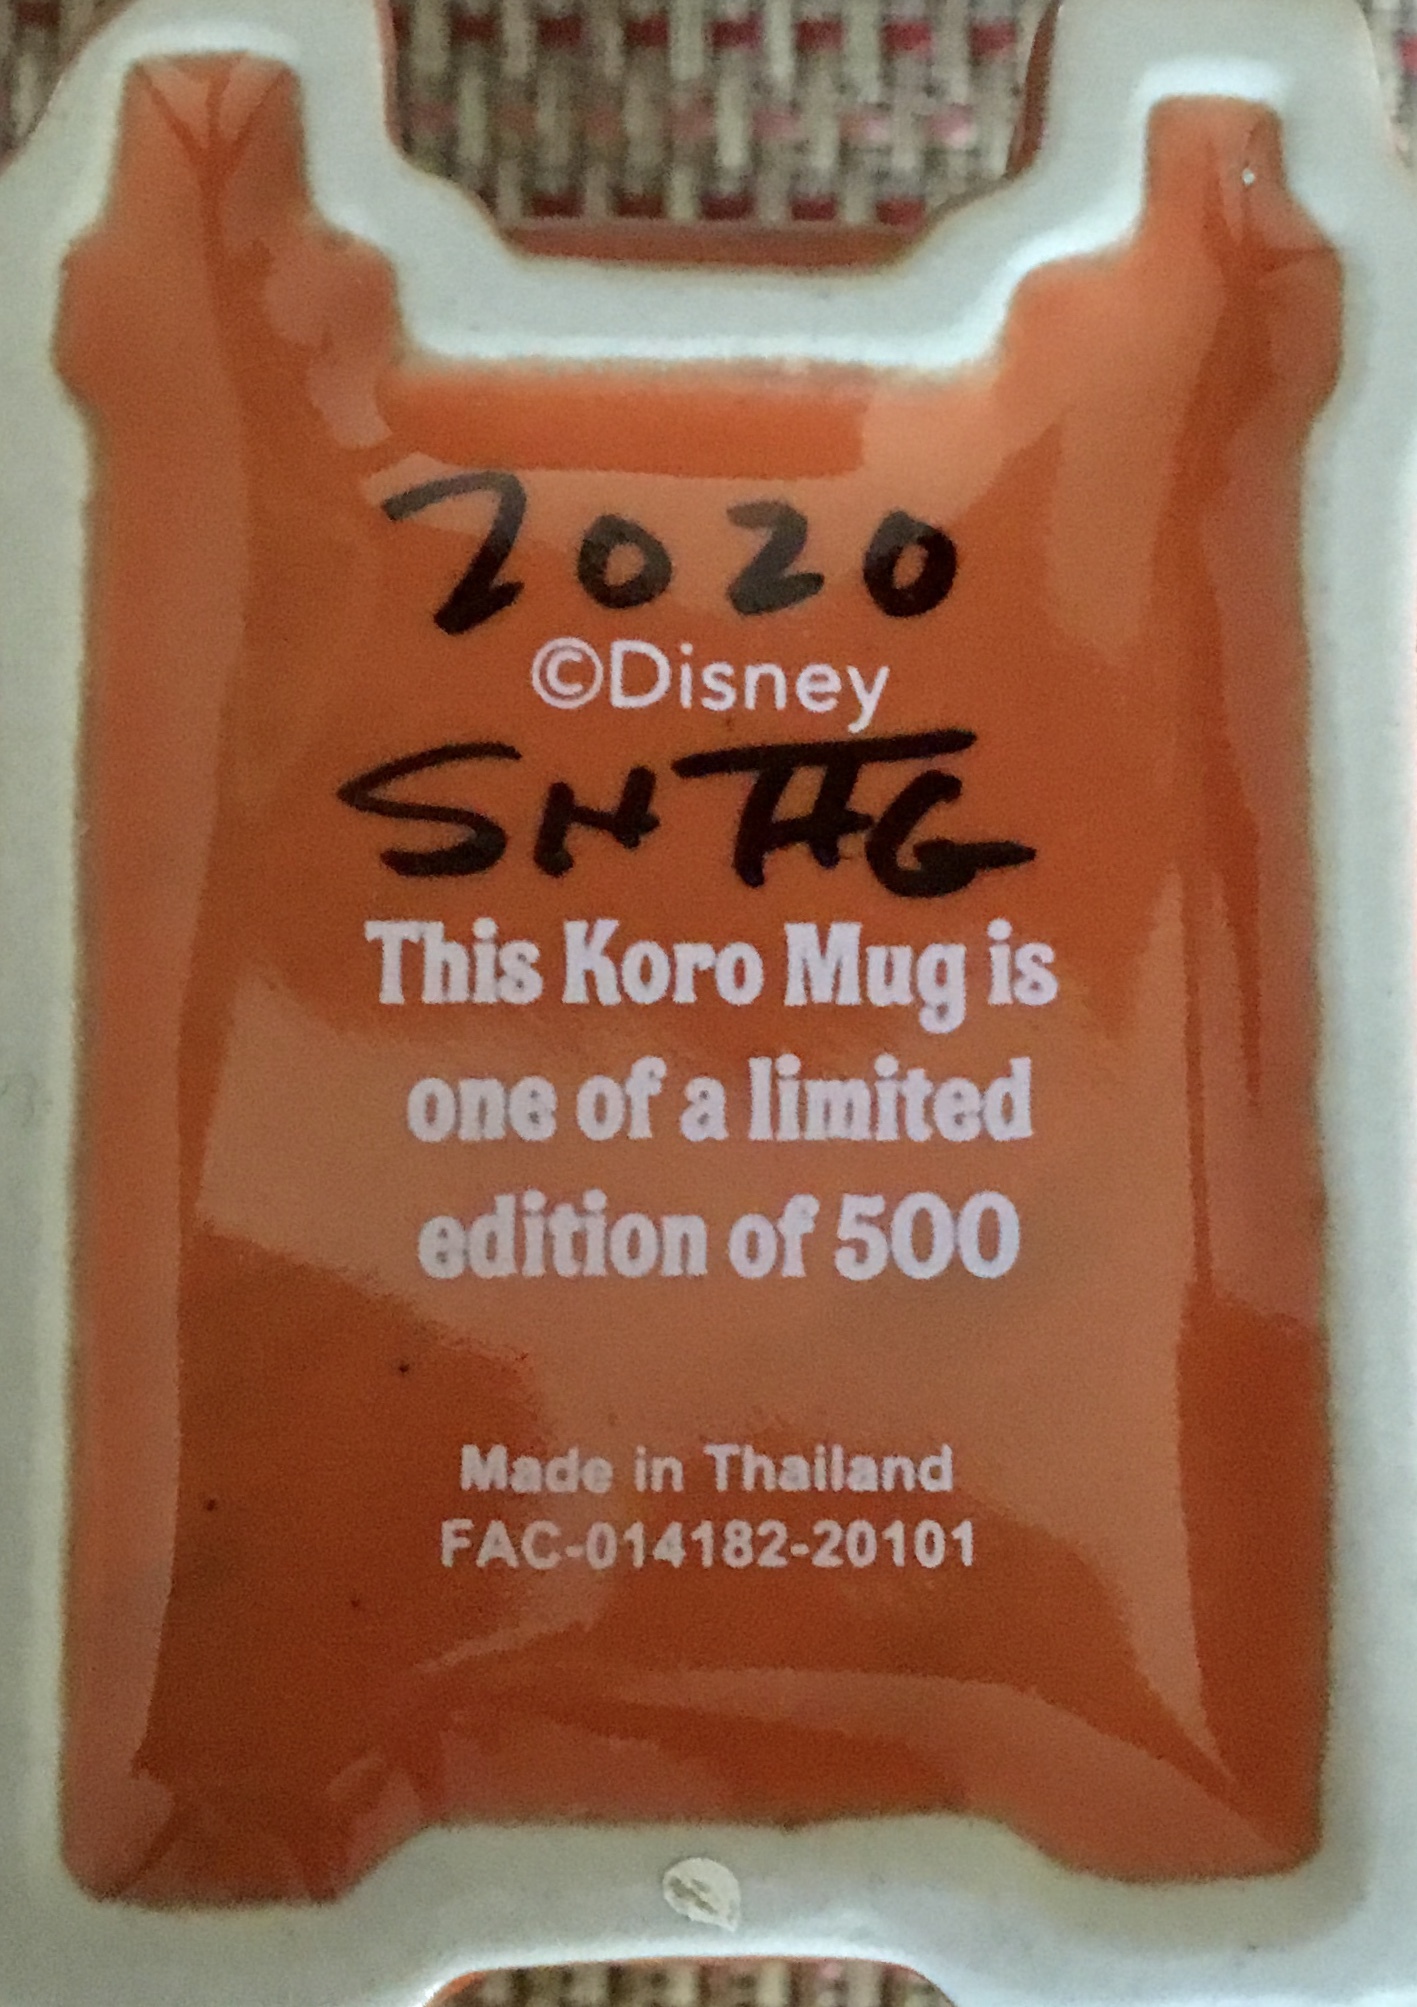 2020
©Disney
SHAG
This Koro Mug is
one of a limited
edition of 500
Made in Thailand
FAC-014182-20101